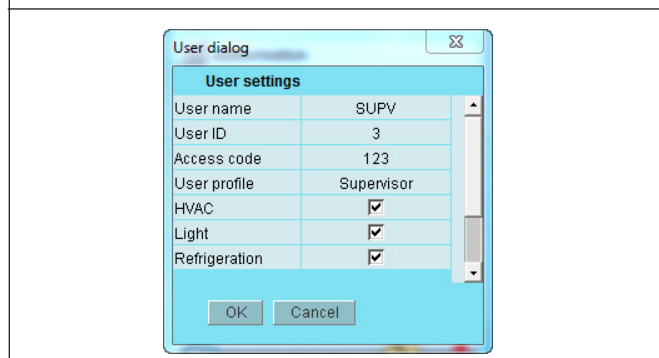 User dialog
User settings
User name SUPV
User ID 3
Access code 123
User profile Supervisor
HVAC
Light
Refrigeration
OK Cancel